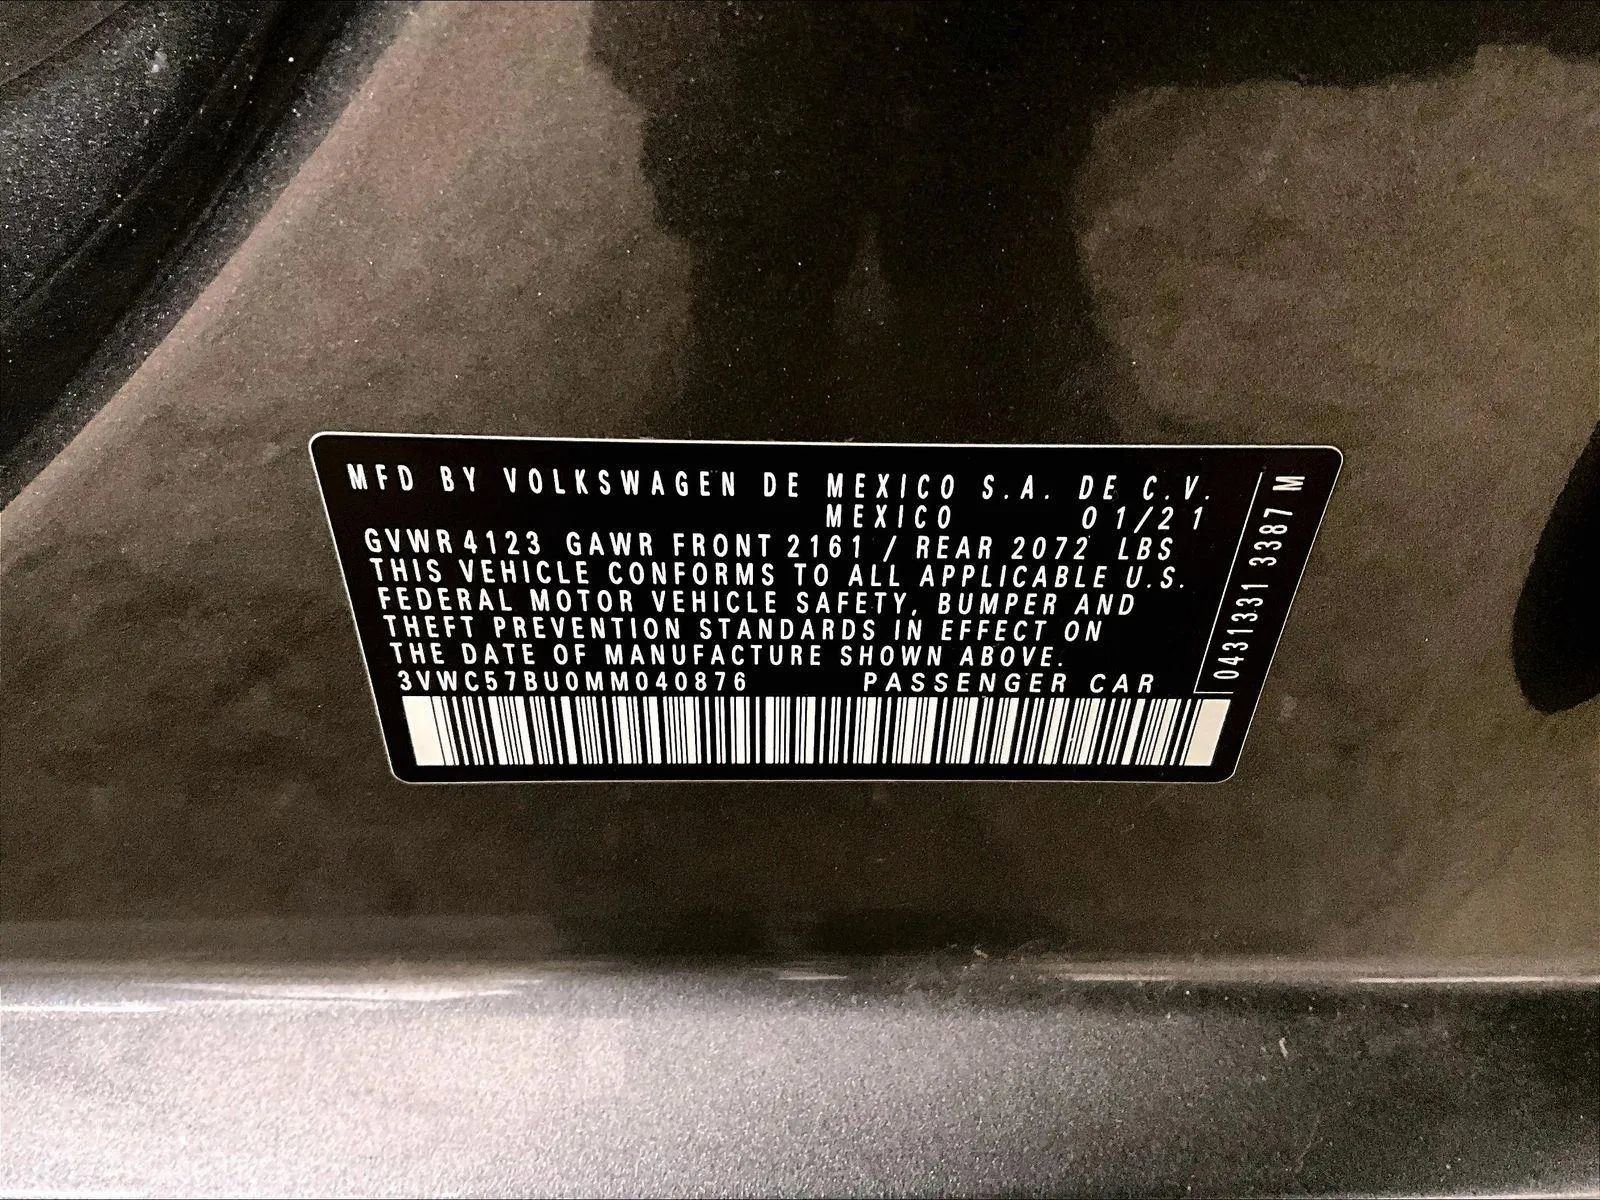 MFD BY VOLKSWAGEN DE MEXICO S.A. DE C.V.
MEXICO 01/21
GVWR 4123 GAWR FRONT 2161 / REAR 2072 LBS
THIS VEHICLE CONFORMS TO ALL APPLICABLE U.S.
FEDERAL MOTOR VEHICLE SAFETY, BUMPER AND
THEFT PREVENTION STANDARDS IN EFFECT ON
THE DATE OF MANUFACTURE SHOWN ABOVE.
3VWC57BU0MM040876 PASSENGER CAR
0431331 3387 M